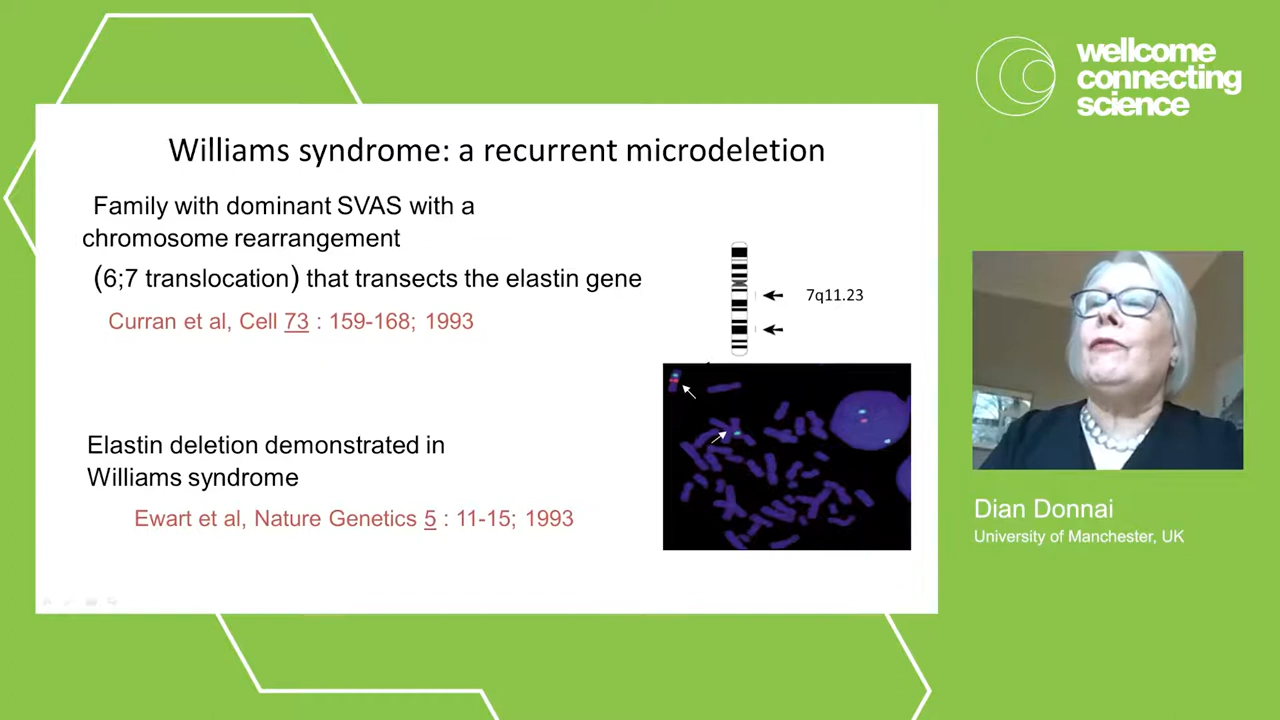 wellcome
connecting
science
Williams syndrome: a recurrent microdeletion
Family with dominant SVAS with a
chromosome rearrangement
(6;7 translocation) that transects the elastin gene
Curran et al, Cell 73 : 159-168; 1993
7q11.23
Elastin deletion demonstrated in
Williams syndrome
Ewart et al, Nature Genetics 5 : 11-15; 1993
Dian Donnai
University of Manchester, UK